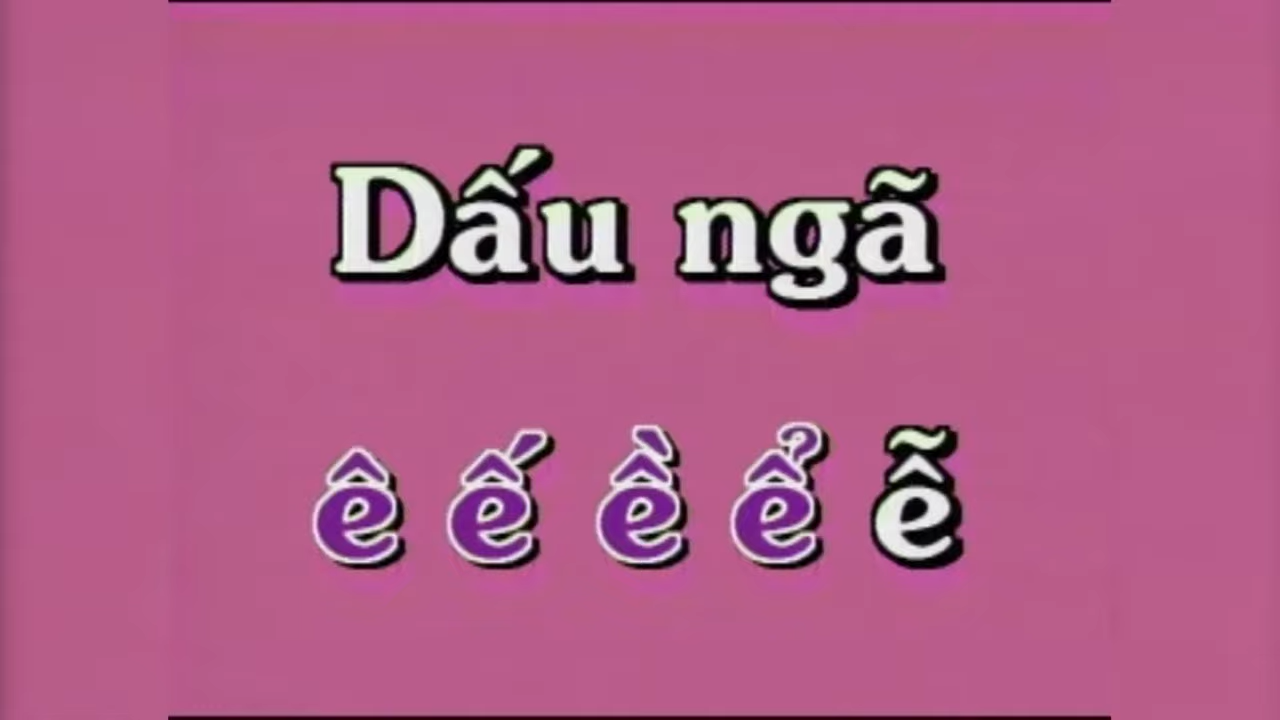 Dấu ngã
ê ế ề ể ễ